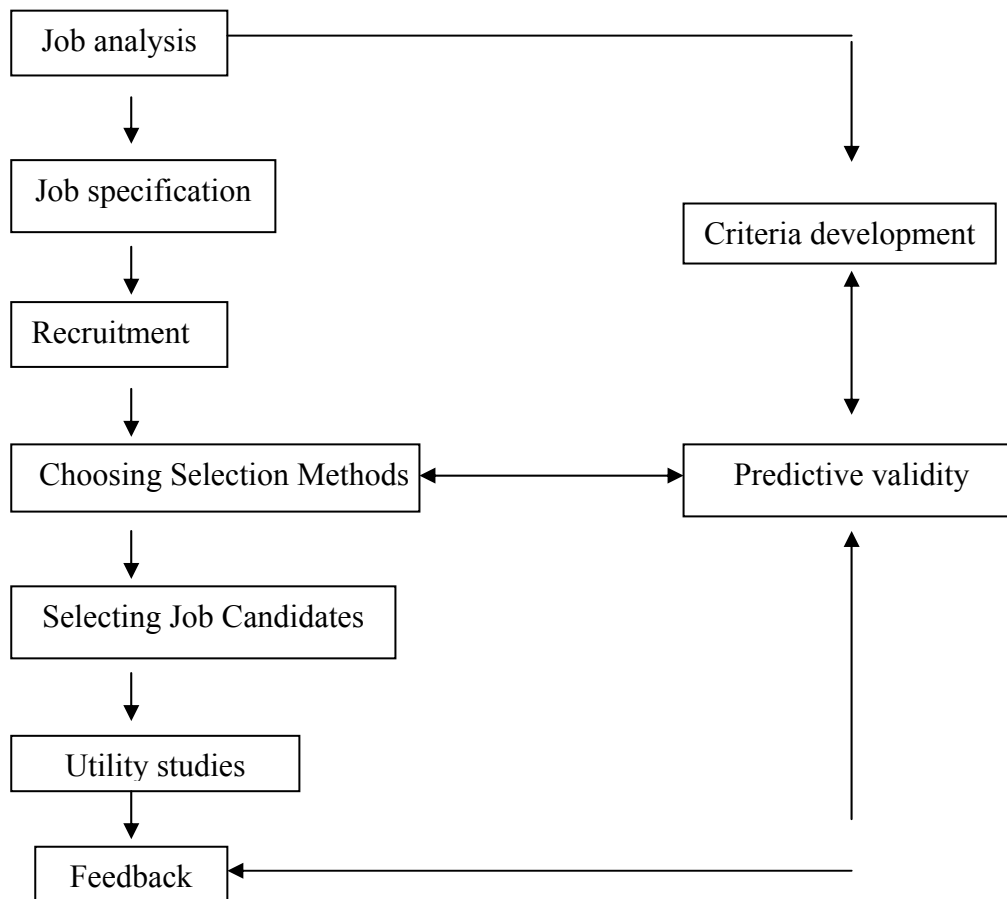 Job analysis
Job specification
Criteria development
Recruitment
Choosing Selection Methods
Predictive validity
Selecting Job Candidates
Utility studies
Feedback